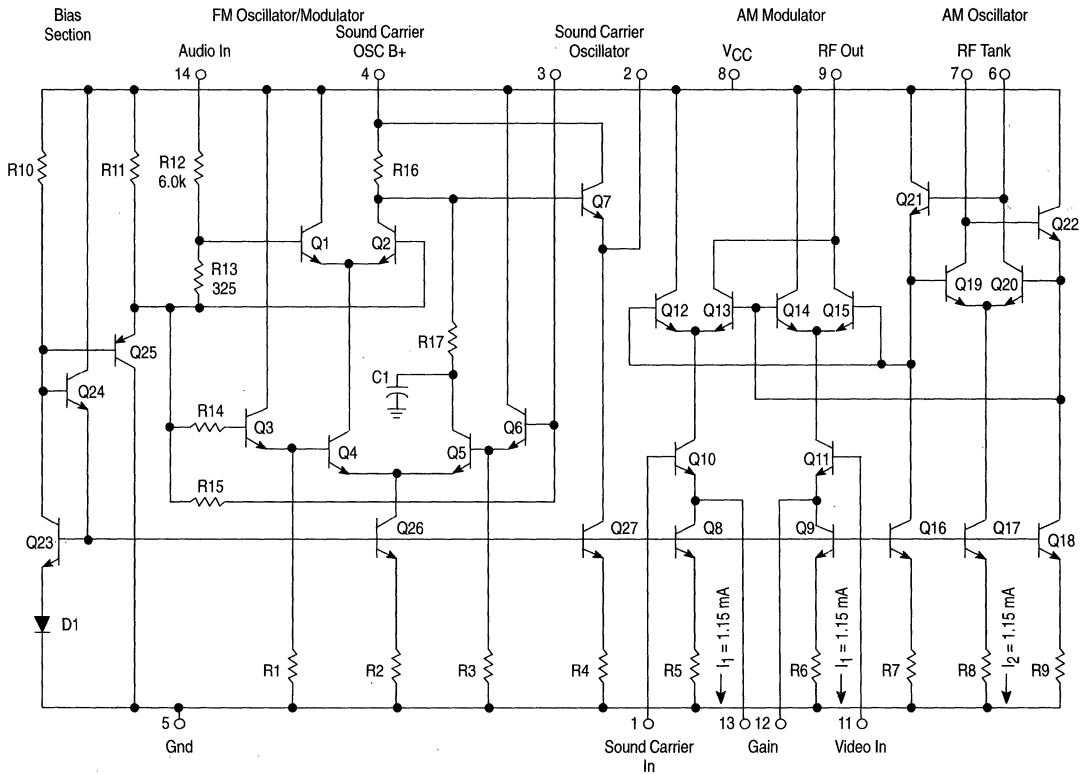 Bias
Section
FM Oscillator/Modulator
Sound Carrier
OSC B+
Sound Carrier
Oscillator
AM Modulator
AM Oscillator
Audio In
VCC
RF Out
RF Tank
14
4
3
2
8
9
7
6
R10
R11
R12
6.0k
R16
Q7
Q21
Q22
Q1
Q2
R13
325
Q19
Q20
Q12
Q13
Q14
Q15
R17
Q25
C1
Q24
R14
Q3
Q4
Q5
Q6
Q10
Q11
R15
Q23
Q26
Q27
Q8
Q9
Q16
Q17
Q18
D1
I1 = 1.15 mA
I1 = 1.15 mA
I2 = 1.15 mA
R1
R2
R3
R4
R5
R6
R7
R8
R9
5
Gnd
1
13
12
11
Sound Carrier
In
Gain
Video In